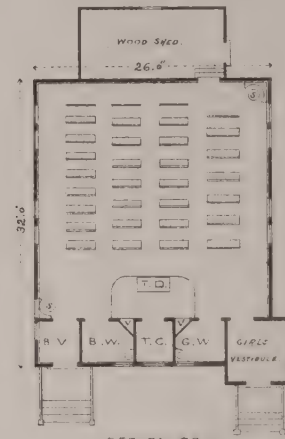 WOOD SHED.
26.0"
S
32.0"
T. D.
S.
V
V
B V
B. W.
T. C.
G. W
GIRLS
VESTIBULE